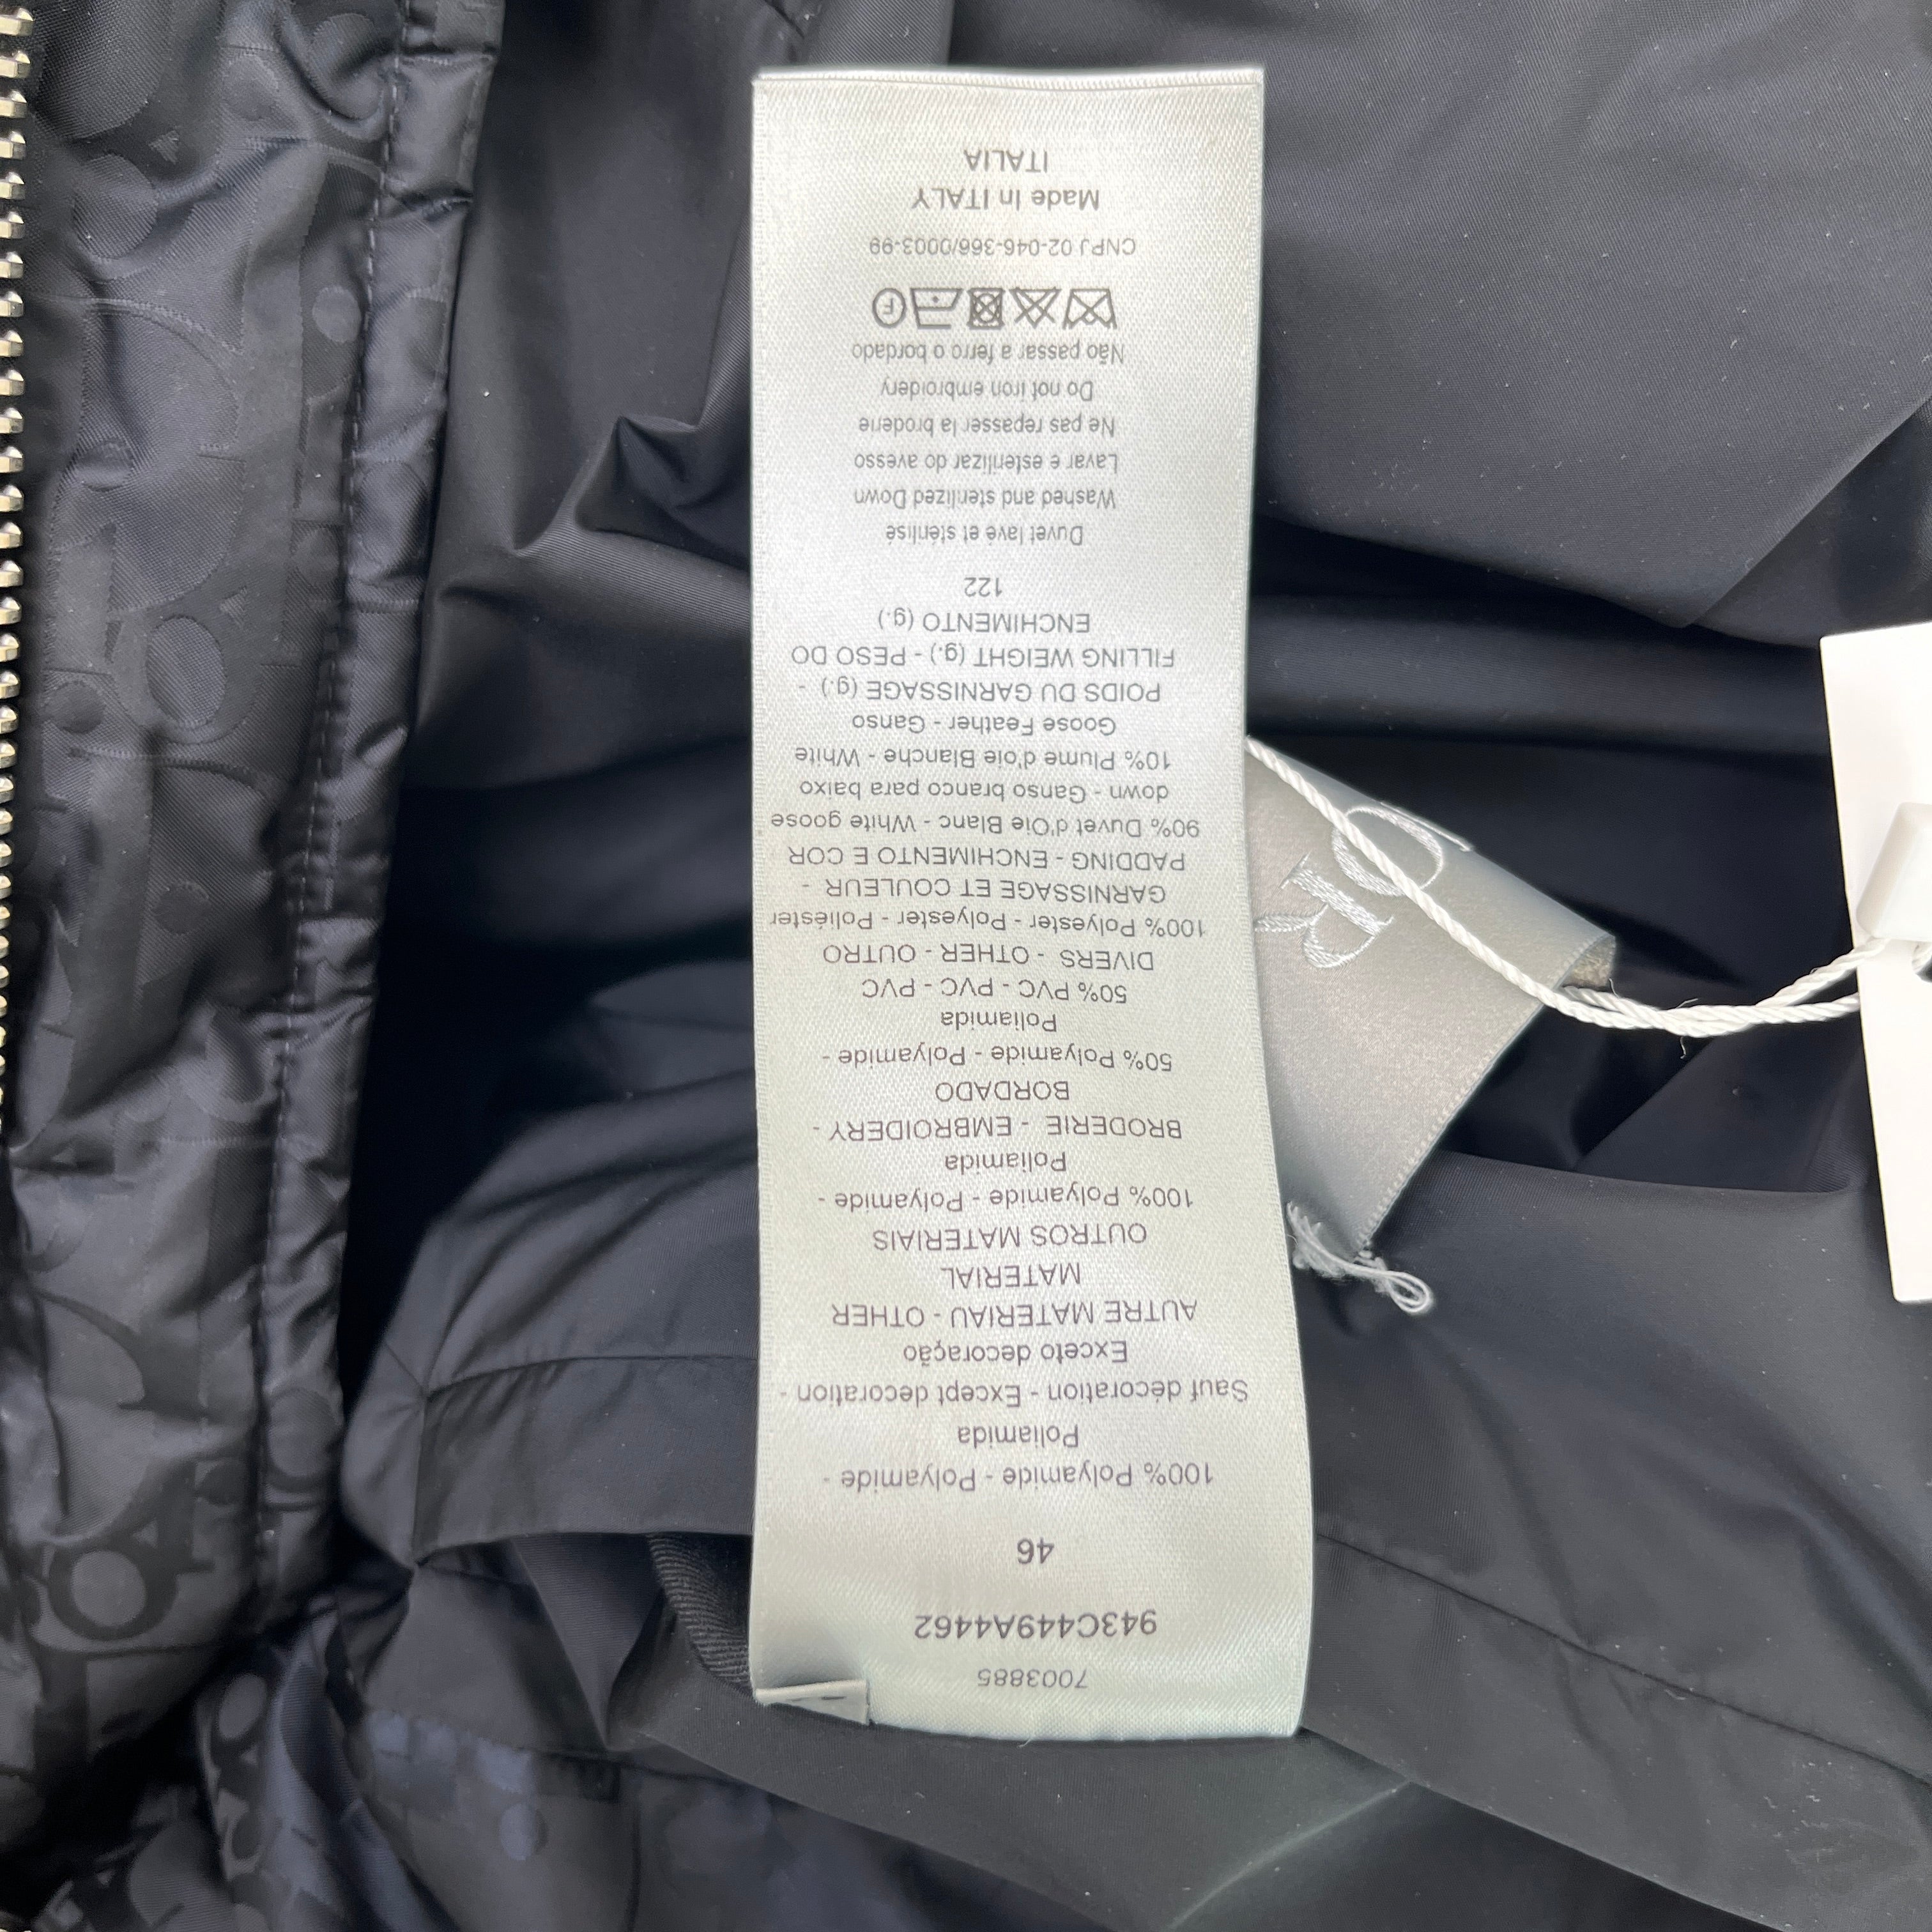 7003885
943C449A4462
46
100% Polyamide - Polyamide -
Poliamida
Sauf décoration - Except decoration -
Exceto decoração
AUTRE MATERIAU - OTHER
MATERIAL
OUTROS MATERIAIS
100% Polyamide - Polyamide -
Poliamida
BRODERIE - EMBROIDERY -
BORDADO
50% Polyamide - Polyamide -
Poliamida
50% PVC - PVC - PVC
DIVERS - OTHER - OUTRO
100% Polyester - Polyester - Poliéster
GARNISSAGE ET COULEUR -
PADDING - ENCHIMENTO E COR
90% Duvet d'Oie Blanc - White goose
down - Ganso branco para baixo
10% Plume d'oie Blanche - White
Goose Feather - Ganso
POIDS DU GARNISSAGE (g.) -
FILLING WEIGHT (g.) - PESO DO
ENCHIMENTO (g.)
122
Duvet lavé et stérilisé
Washed and sterilized Down
Lavar e esterilizar do avesso
Ne pas repasser la broderie
Do not iron embroidery
Não passar a ferro o bordado
F
CNPJ 02-046-366/0003-99
Made In ITALY
ITALIA
OR